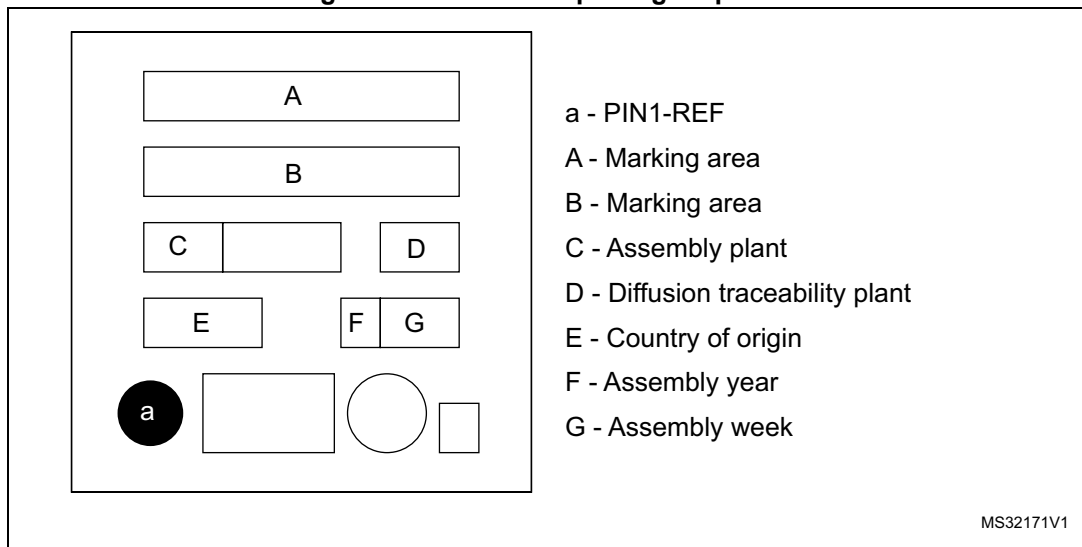 A
B
C
D
E
F
G
a
a - PIN1-REF
A - Marking area
B - Marking area
C - Assembly plant
D - Diffusion traceability plant
E - Country of origin
F - Assembly year
G - Assembly week
MS32171V1